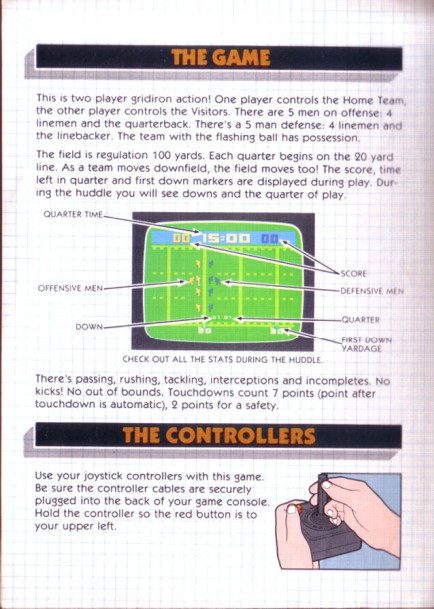 THE GAME
This is two player gridiron action! One player controls the Home Team,
the other player controls the Visitors. There are 5 men on offense: 4
linemen and the quarterback. There's a 5 man defense: 4 linemen and
the linebacker. The team with the flashing ball has possession.
The field is regulation 100 yards. Each quarter begins on the 20 yard
line. As a team moves downfield, the field moves too! The score, time
left in quarter and first down markers are displayed during play. Dur-
ing the huddle you will see downs and the quarter of play.
QUARTER TIME
00 15:00 00
SCORE
OFFENSIVE MEN
DEFENSIVE MEN
DOWN
QUARTER
20 20
FIRST DOWN
YARDAGE
CHECK OUT ALL THE STATS DURING THE HUDDLE.
There's passing, rushing, tackling, interceptions and incompletes. No
kicks! No out of bounds. Touchdowns count 7 points (point after
touchdown is automatic), 2 points for a safety.
THE CONTROLLERS
Use your joystick controllers with this game.
Be sure the controller cables are securely
plugged into the back of your game console.
Hold the controller so the red button is to
your upper left.